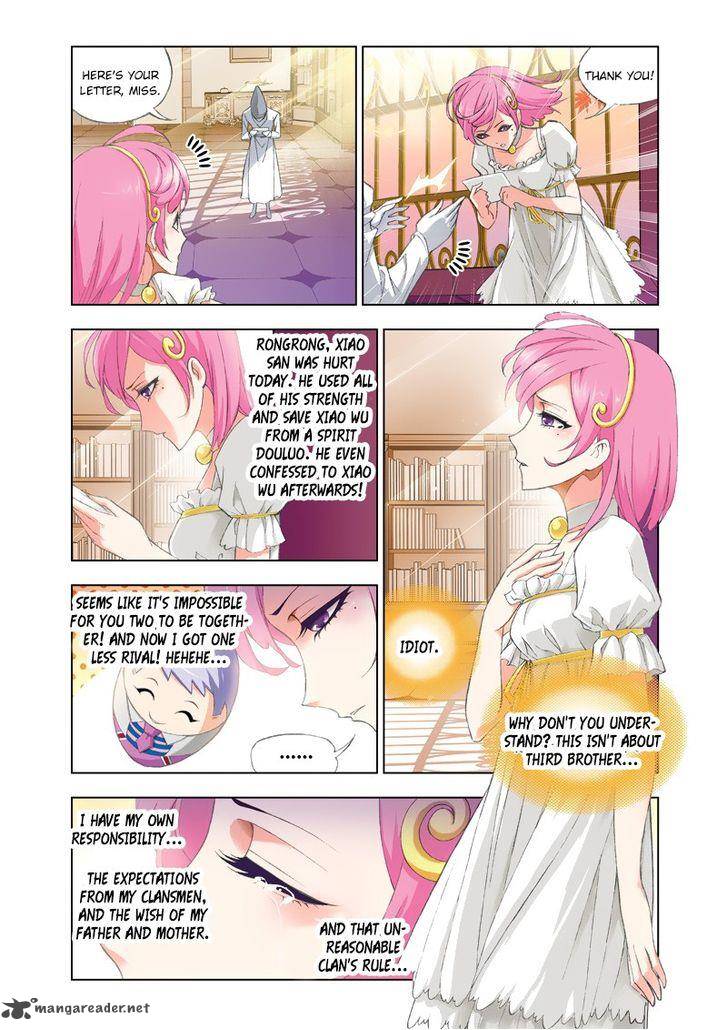 HERE'S YOUR
LETTER, MISS.
THANK YOU!
RONGRONG, XIAO
SAN WAS HURT
TODAY. HE USED ALL
OF HIS STRENGTH
AND SAVE XIAO WU
FROM A SPIRIT
DOULUO. HE EVEN
CONFESSED TO XIAO
WU AFTERWARDS!
SEEMS LIKE IT'S IMPOSSIBLE
FOR YOU TWO TO BE TOGETH-
ER! AND NOW I GOT ONE
LESS RIVAL! HEHEHE...
......
IDIOT.
WHY DON'T YOU UNDER-
STAND? THIS ISN'T ABOUT
THIRD BROTHER...
I HAVE MY OWN
RESPONSIBILITY...
THE EXPECTATIONS
FROM MY CLANSMEN,
AND THE WISH OF MY
FATHER AND MOTHER.
AND THAT UN-
REASONABLE
CLAN'S RULE...
mangareader.net